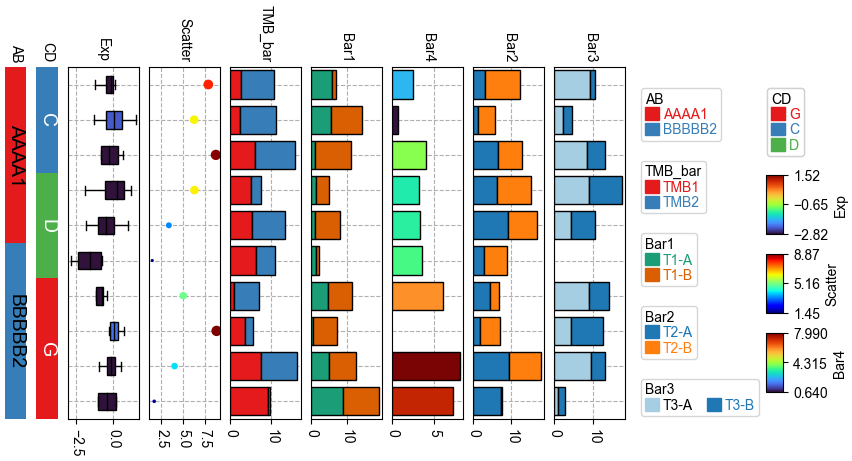 AB
CD
Exp
Scatter
TMB_bar
Bar1
Bar4
Bar2
Bar3
AAAA1
BBBBB2
C
D
G
−2.5
0.0
2.5
5.0
7.5
0
10
0
10
0
5
0
10
0
10
AB
AAAA1
BBBBB2
TMB_bar
TMB1
TMB2
Bar1
T1-A
T1-B
Bar2
T2-A
T2-B
Bar3
T3-A T3-B
CD
G
C
D
1.52
−0.65
−2.82
Exp
8.87
5.16
1.45
Scatter
7.990
4.315
0.640
Bar4